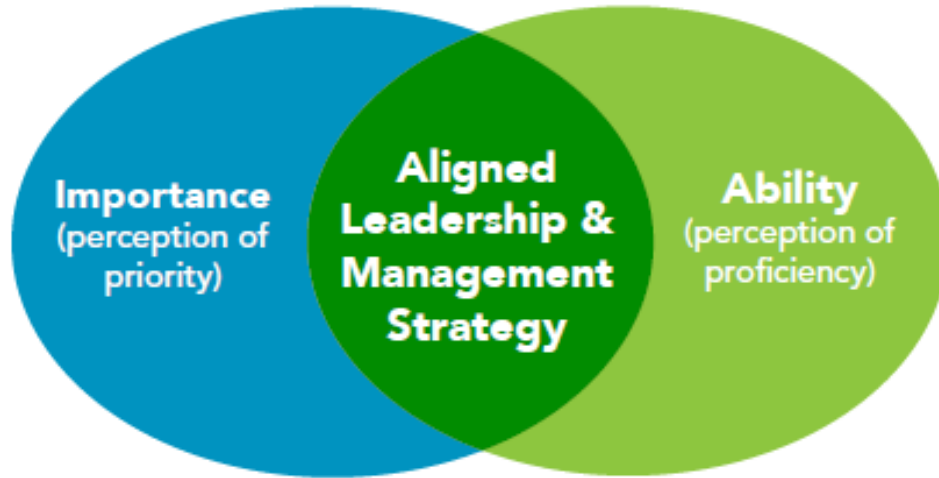 Importance
(perception of
priority)
Aligned
Leadership &
Management
Strategy
Ability
(perception of
proficiency)